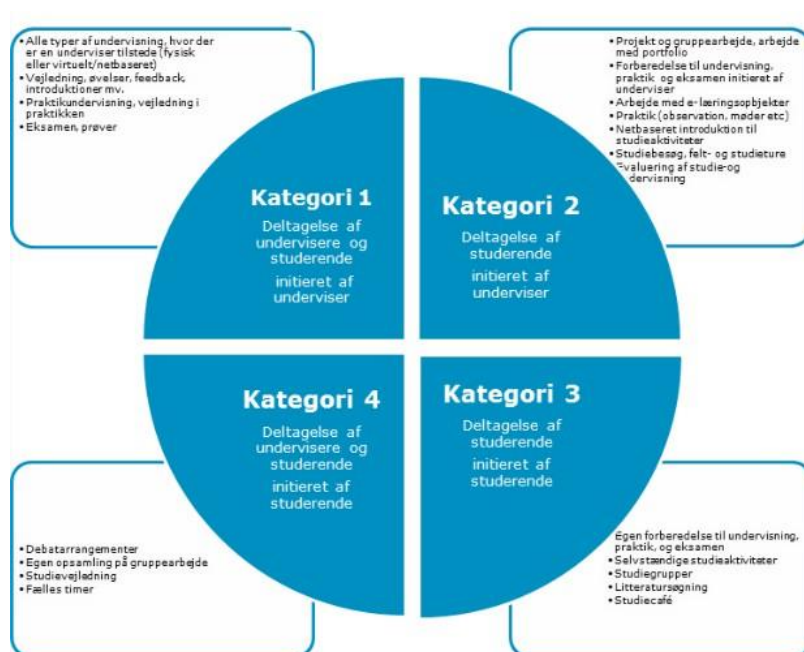 •Alle typer af undervisning, hvor der
er en underviser tilstede (fysisk
eller virtuelt/netbaseret)
•Vejledning, øvelser, feedback,
introduktioner mv.
•Praktikundervisning, vejledning i
praktikken
•Eksamen, prøver
•Projekt og gruppearbejde, arbejde
med portfolio
•Forberedelse til undervisning,
praktik og eksamen initieret af
underviser
•Arbejde med e-læringsobjekter
•Praktik (observation, møder etc)
•Netbaseret introduktion til
studieaktiviteter
•Studiebesøg, felt- og studieture
Evaluering af studie-og
ndervisning
Kategori 1
Deltagelse af
undervisere og
studerende
initieret af
underviser
Kategori 2
Deltagelse af
studerende
initieret af
underviser
Kategori 4
Deltagelse af
undervisere og
studerende
initieret af
studerende
Kategori 3
Deltagelse af
studerende
initieret af
studerende
•Debatarrangementer
•Egen opsamling på gruppearbejde
•Studievejledning
•Fælles timer
Egen forberedelse til undervisning,
praktik, og eksamen
•Selvstændige studieaktiviteter
•Studiegrupper
•Litteratursøgning
•Studiecafé